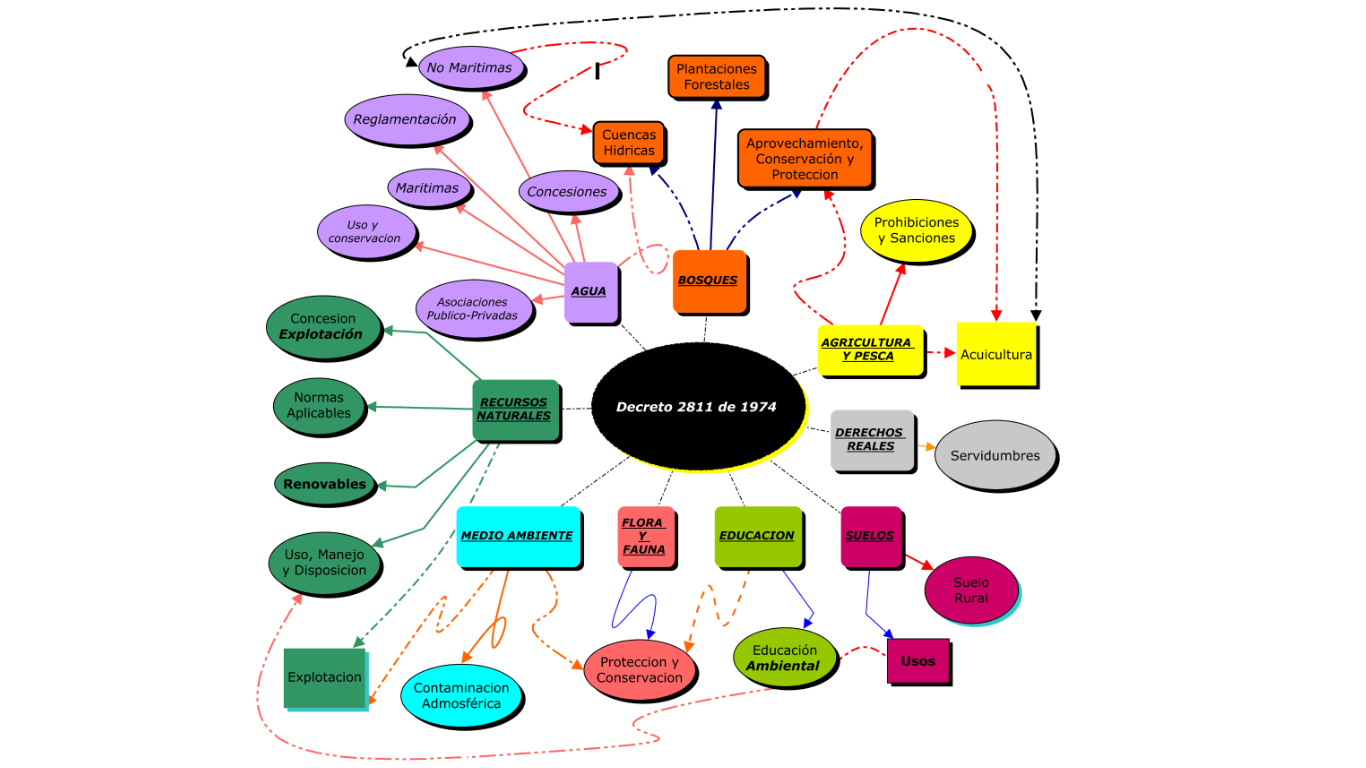 No Maritimas
Plantaciones
Forestales
Reglamentación
Cuencas
Hidricas
Aprovechamiento,
Conservación y
Proteccion
Maritimas
Concesiones
Prohibiciones
y Sanciones
Uso y
conservacion
AGUA
BOSQUES
Asociaciones
Publico-Privadas
Concesion
Explotación
AGRICULTURA
Y PESCA
Acuicultura
Normas
Aplicables
RECURSOS
NATURALES
Decreto 2811 de 1974
DERECHOS
REALES
Servidumbres
Renovables
MEDIO AMBIENTE
FLORA
Y
FAUNA
EDUCACION
SUELOS
Uso, Manejo
y Disposicion
Suelo
Rural
Explotacion
Contaminacion
Admosférica
Proteccion y
Conservacion
Educación
Ambiental
Usos